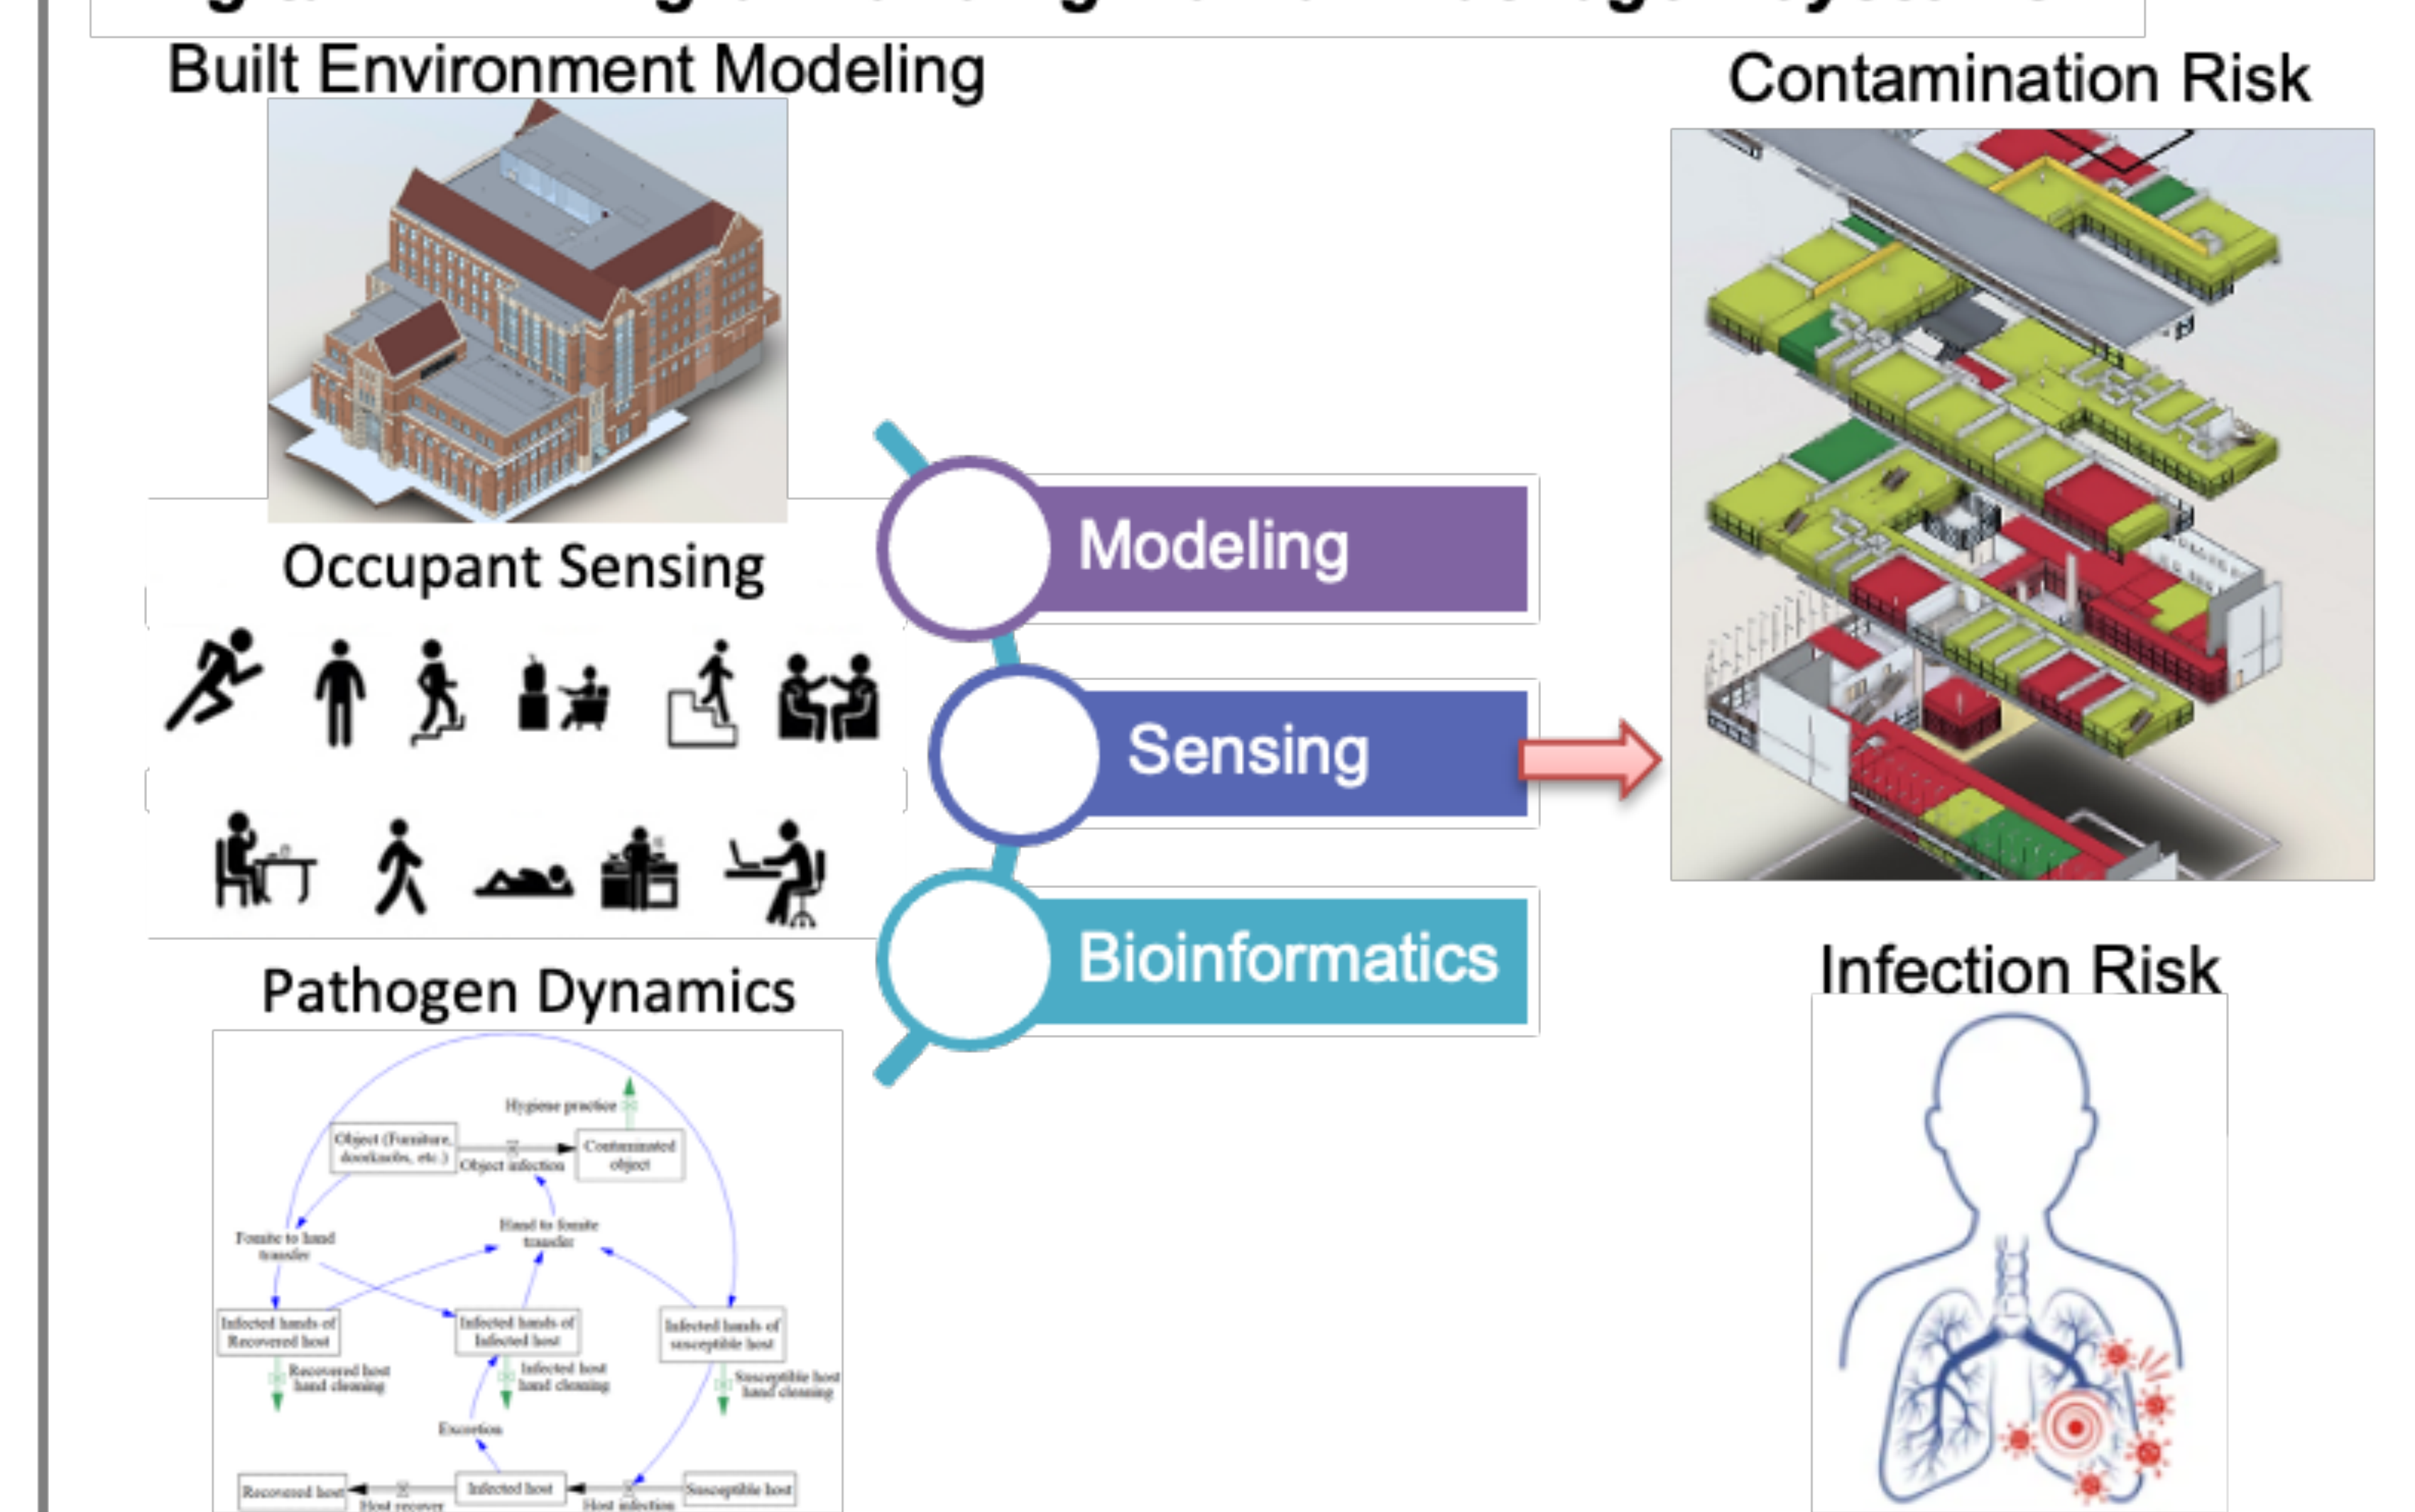 Built Environment Modeling
Contamination Risk
Modeling
Occupant Sensing
Sensing
Bioinformatics
Pathogen Dynamics
Infection Risk
Hygiene practice
Object (Furniture,
doorknobs, etc.)
Object infection
Contaminated
object
Fomite to hand
transfer
Hand to fomite
transfer
Infected hands of
Recovered host
Infected hands of
Infected host
Infected hands of
susceptible host
Recovered host
hand cleaning
Infected host
hand cleaning
Susceptible host
hand cleaning
Excretion
Recovered host
Host recover
Infected host
Host infection
Susceptible host